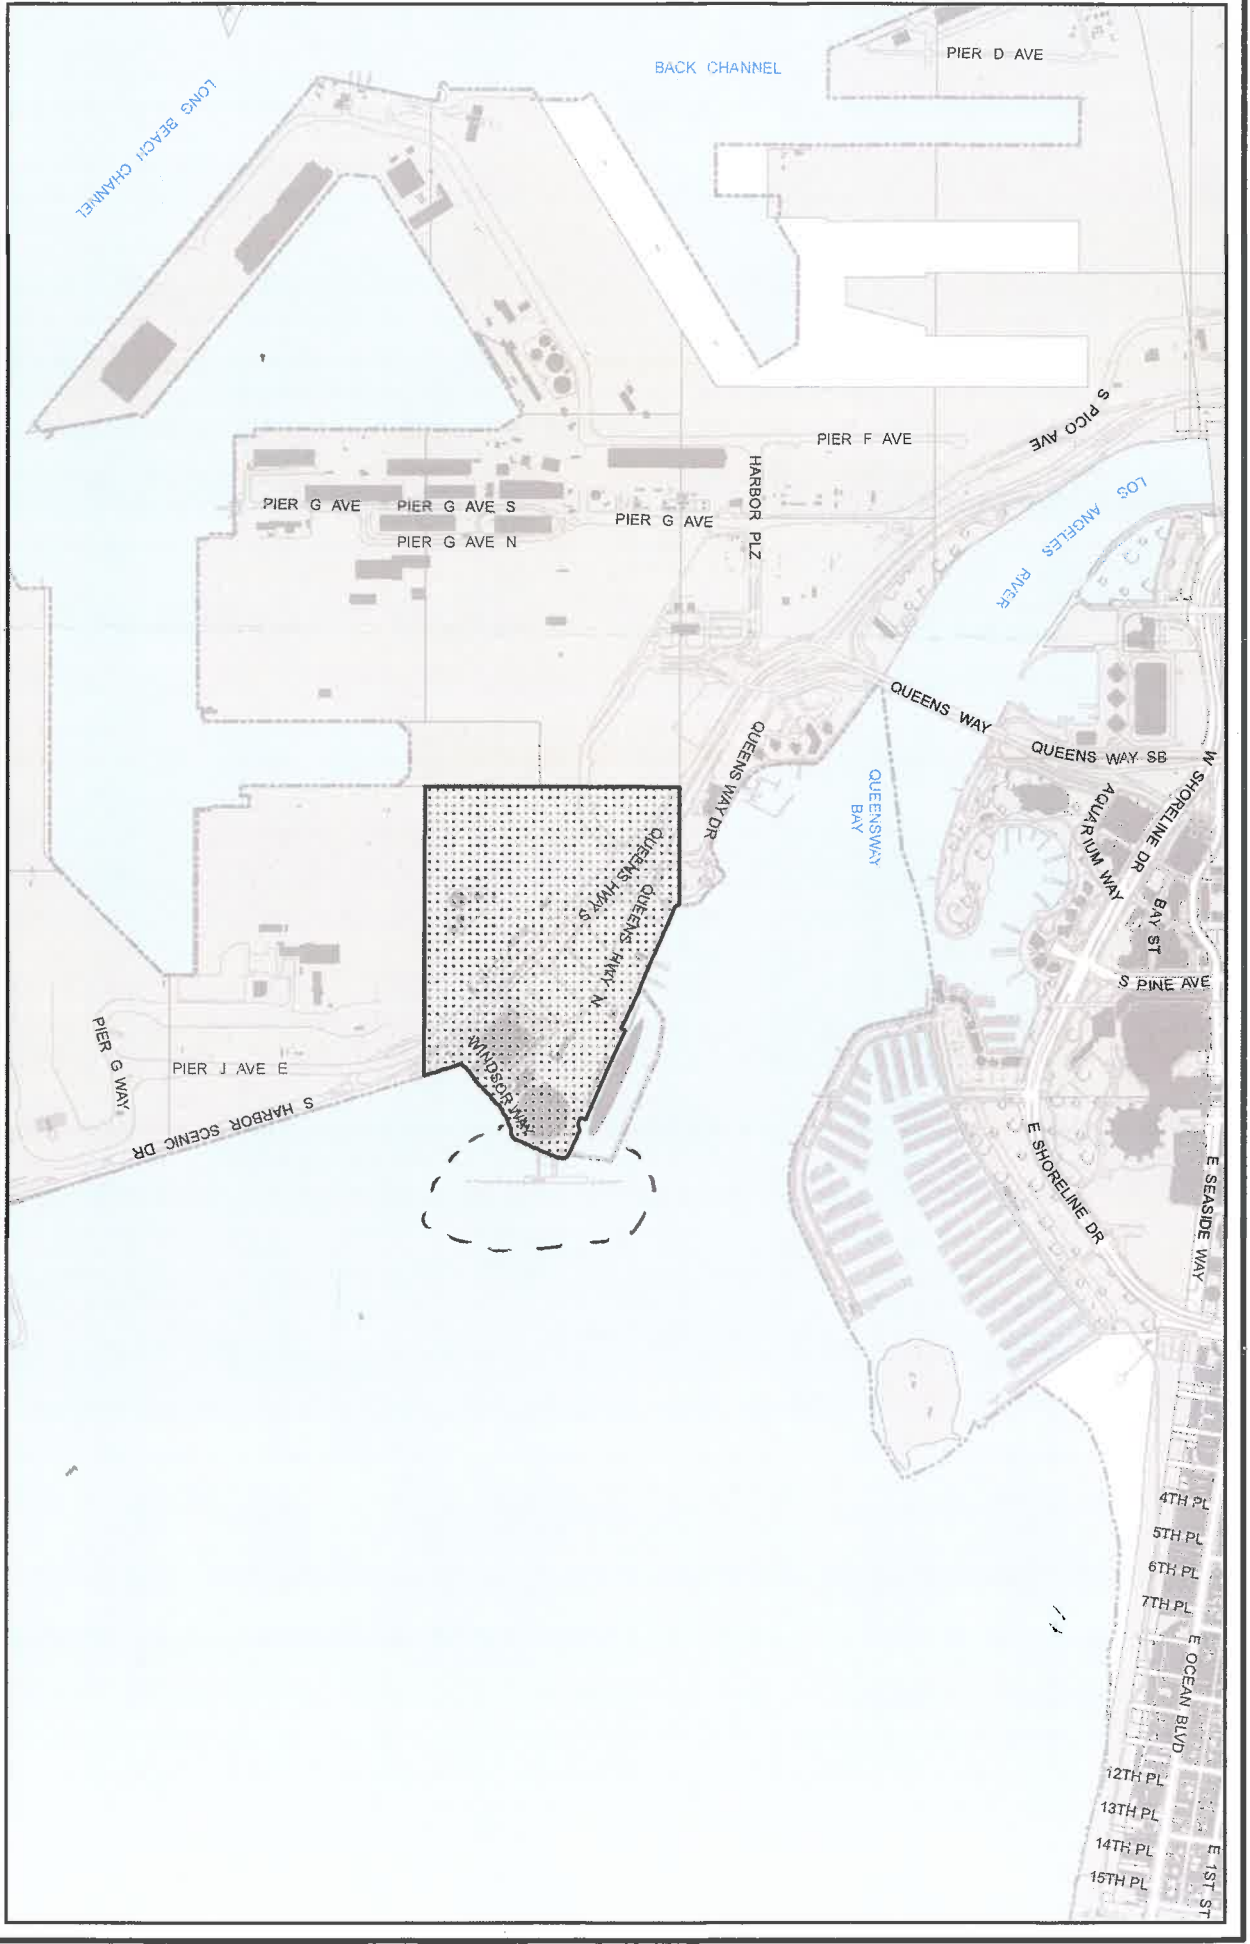 PIER D AVE
BACK CHANNEL
LONG BEACH CHANNEL
S PICO AVE
PIER F AVE
HARBOR PLZ
PIER G AVE
PIER G AVE S
PIER G AVE
PIER G AVE N
LOS ANGELES RIVER
QUEENS WAY
QUEENS WAY SB
W SHORELINE DR
QUEENS WAY DR
QUEENSWAY
BAY
AQUARIUM WAY
BAY ST
S PINE AVE
QUEENS HWY S
QUEENS HWY N
WINDSOR WAY
PIER G WAY
PIER J AVE E
S HARBOR SCENIC DR
E SHORELINE DR
E SEASIDE WAY
4TH PL
5TH PL
6TH PL
7TH PL
E OCEAN BLVD
12TH PL
13TH PL
14TH PL
15TH PL
E 1ST ST